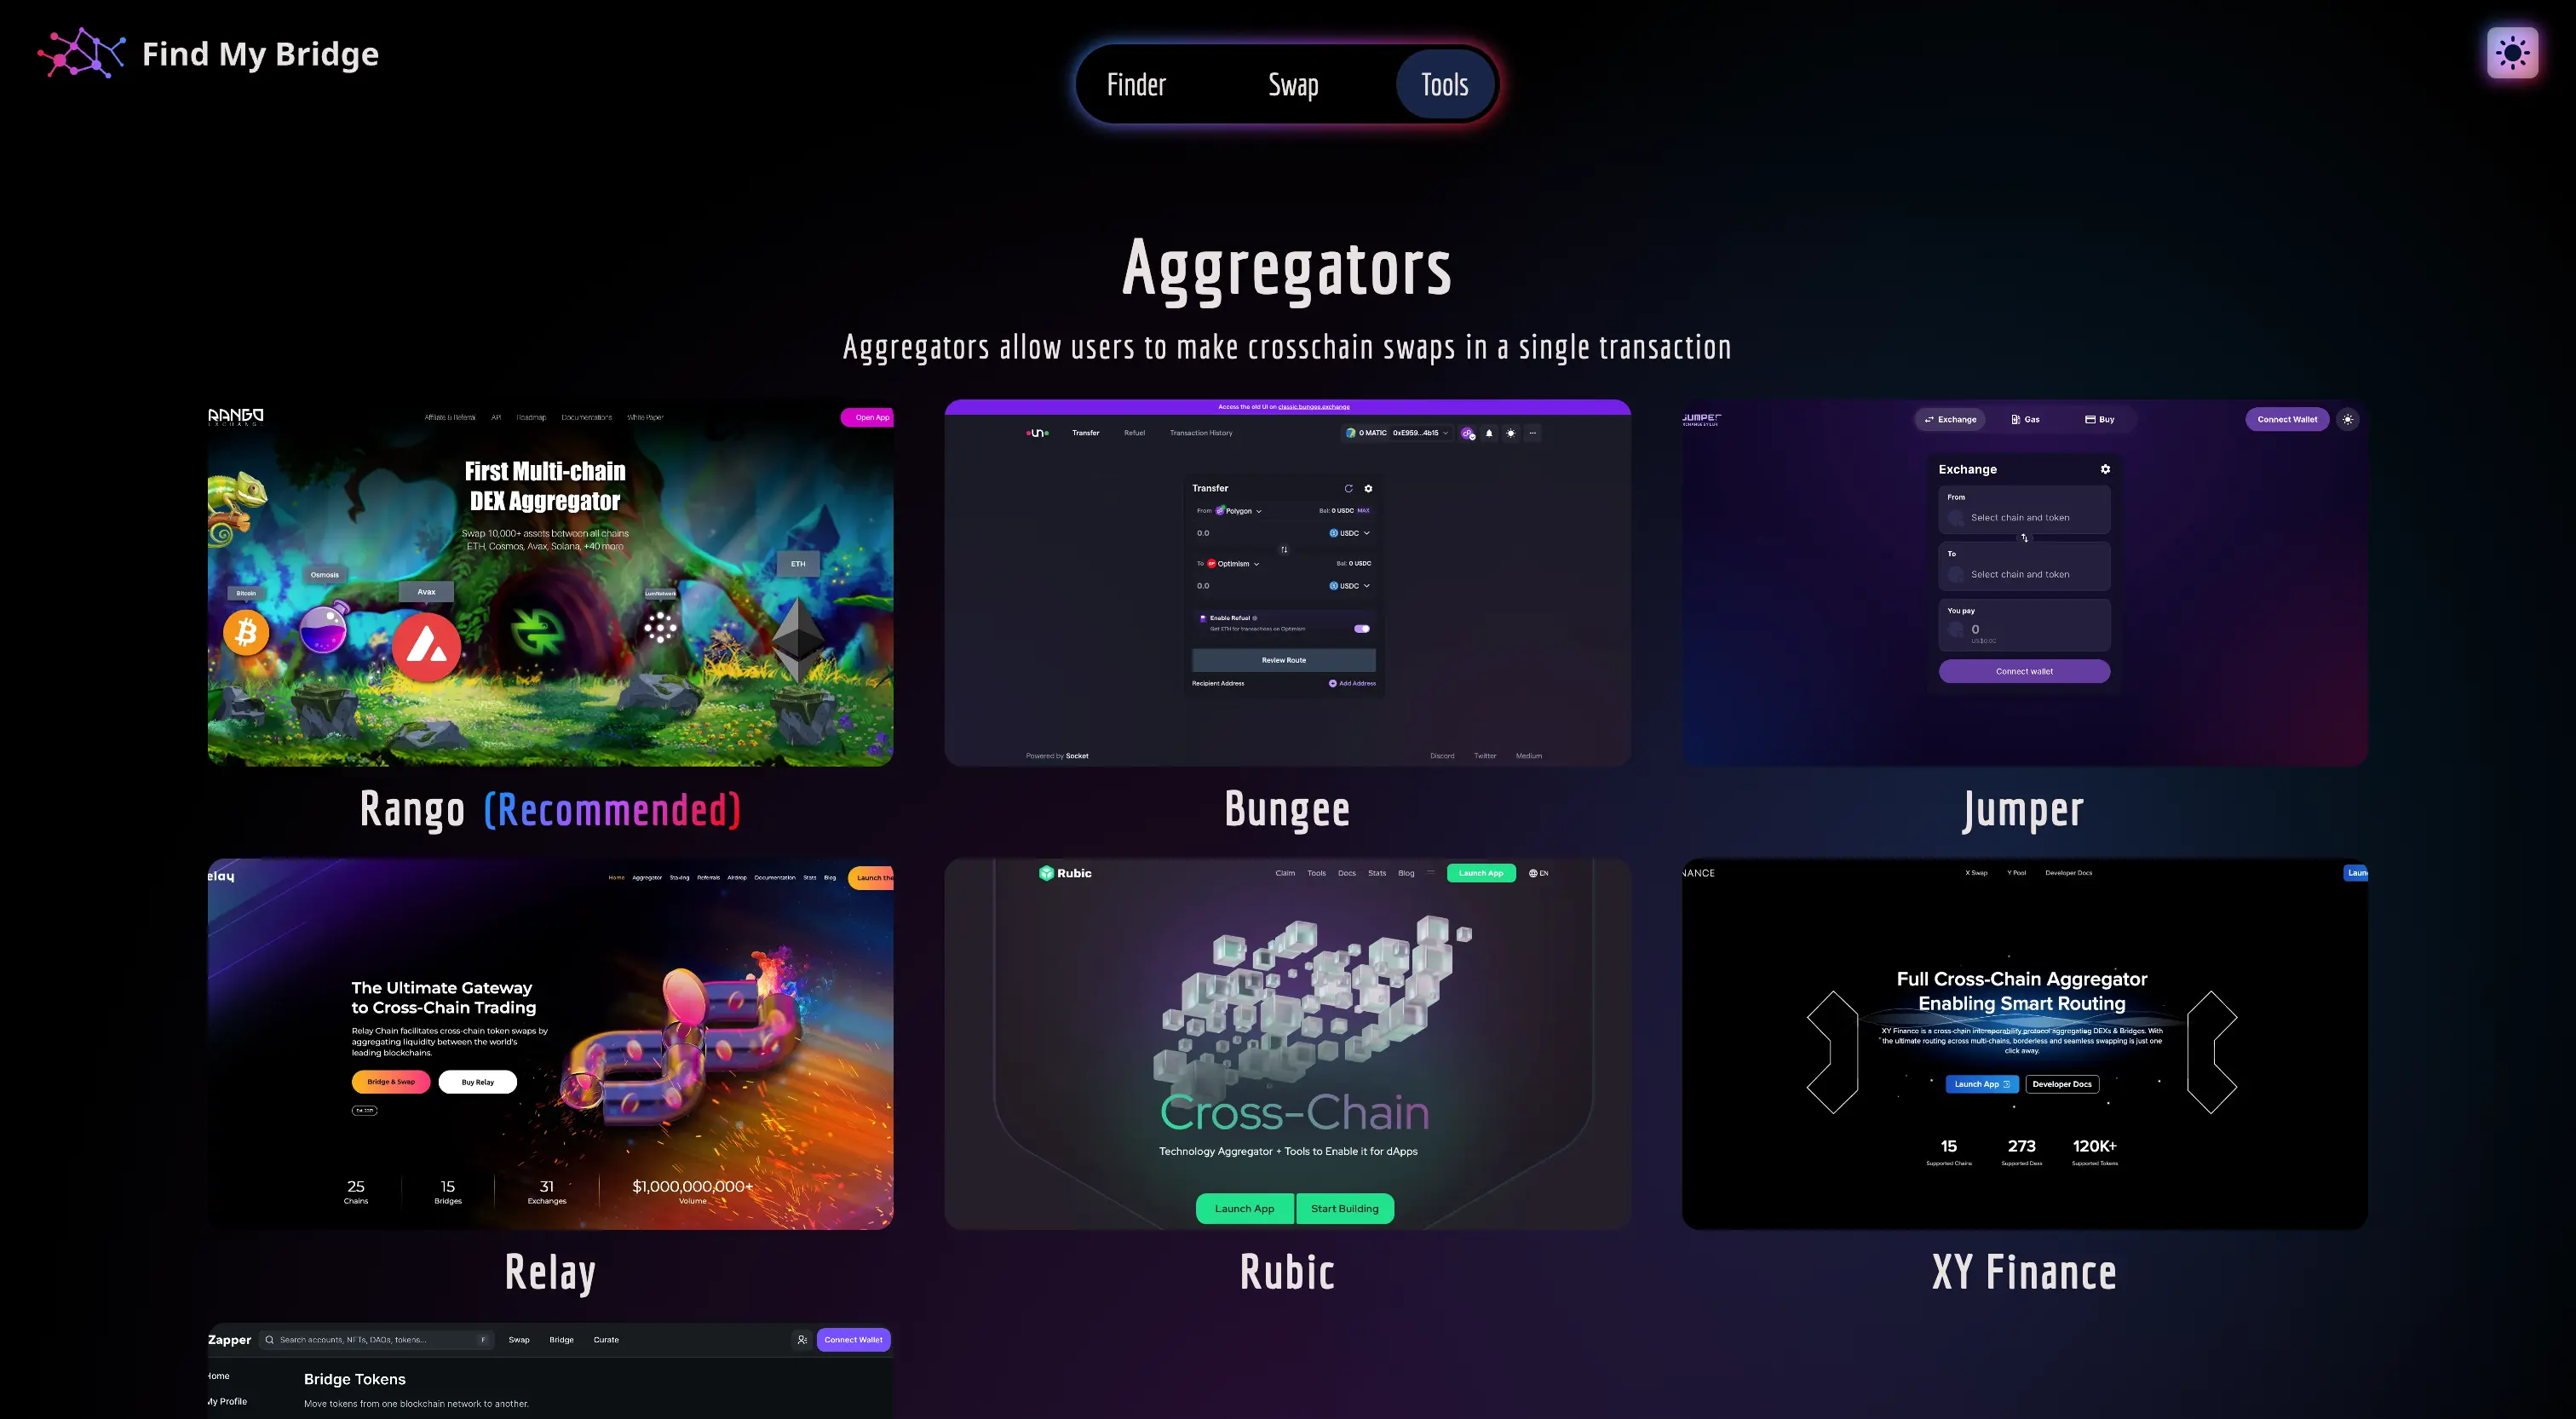 Find My Bridge
Finder
Swap
Tools
Aggregators
Aggregators allow users to make crosschain swaps in a single transaction
RANGO
EXCHANGE
Affiliate & Referral
API
Roadmap
Documentations
White Paper
Open App
First Multi-chain
DEX Aggregator
Swap 10,000+ assets between all chains
ETH, Cosmos, Avax, Solana, +40 more
Bitcoin
Osmosis
Avax
ETH
Rango (Recommended)
Access the old UI on classic.bungee.exchange
Transfer
Refuel
Transaction History
0 MATIC
0xE959...4b15
Transfer
From
Polygon
Bal: 0 USDC MAX
0.0
USDC
To
Optimism
Bal: 0 USDC
0.0
USDC
Enable Refuel
Get ETH for transactions on Optimism
Review Route
Recipient Address
Add Address
Powered by Socket
Discord
Twitter
Medium
Bungee
JUMPER
Exchange
Gas
Buy
Connect Wallet
Exchange
From
Select chain and token
To
Select chain and token
You pay
0
Connect wallet
Jumper
elay
Home
Aggregator
Staking
Referrals
Airdrop
Documentation
Stats
Blog
Launch the
The Ultimate Gateway
to Cross-Chain Trading
Relay Chain facilitates cross-chain token swaps by
aggregating liquidity between the world's
leading blockchains.
Bridge & Swap
Buy Relay
25
Chains
15
Bridges
31
Exchanges
$1,000,000,000+
Volume
Relay
Rubic
Claim
Tools
Docs
Stats
Blog
Launch App
EN
Cross-Chain
Technology Aggregator + Tools to Enable it for dApps
Launch App
Start Building
Rubic
NANCE
X Swap
Y Pool
Developer Docs
Laun
Full Cross-Chain Aggregator
Enabling Smart Routing
XY Finance is a cross-chain interoperability protocol aggregating DEXs & Bridges. With
the ultimate routing across multi-chains, borderless and seamless swapping is just one
click away.
Launch App
Developer Docs
15
Supported Chains
273
Supported Dexs
120K+
Supported Tokens
XY Finance
Zapper
Search accounts, NFTs, DAOs, tokens...
F
Swap
Bridge
Curate
Connect Wallet
Home
My Profile
Bridge Tokens
Move tokens from one blockchain network to another.